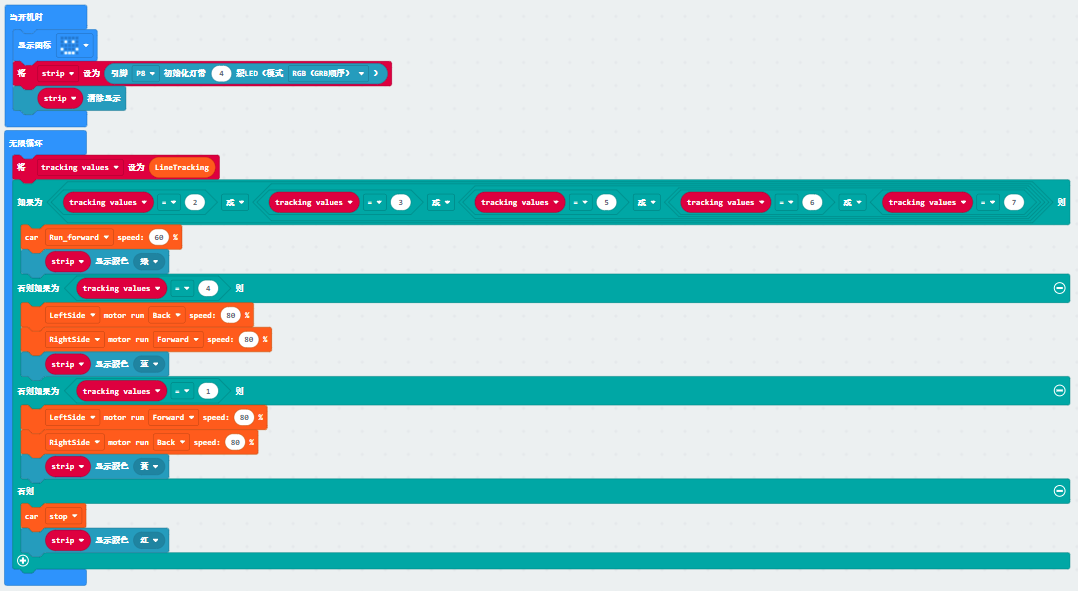 当开机时
显示图标
将 strip 设为 引脚 P8 初始化灯带 4 颗LED（模式 RGB（GRB顺序） ）
strip 清除显示
无限循环
将 tracking values 设为 LineTracking
如果为 tracking values = 2 或 tracking values = 3 或 tracking values = 5 或 tracking values = 6 或 tracking values = 7 则
car Run_forward speed: 60 %
strip 显示颜色 绿
否则如果为 tracking values = 4 则
LeftSide motor run Back speed: 80 %
RightSide motor run Forward speed: 80 %
strip 显示颜色 蓝
否则如果为 tracking values = 1 则
LeftSide motor run Forward speed: 80 %
RightSide motor run Back speed: 80 %
strip 显示颜色 黄
否则
car stop
strip 显示颜色 红